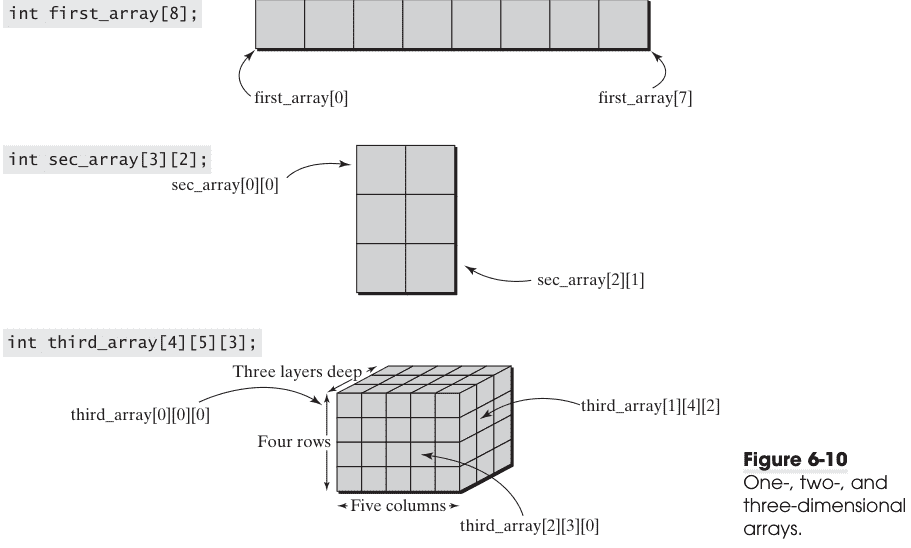 int first_array[8];
first_array[0]
first_array[7]
int sec_array[3][2];
sec_array[0][0]
sec_array[2][1]
int third_array[4][5][3];
Three layers deep
third_array[0][0][0]
third_array[1][4][2]
Four rows
Five columns
third_array[2][3][0]
Figure 6-10
One-, two-, and
three-dimensional
arrays.